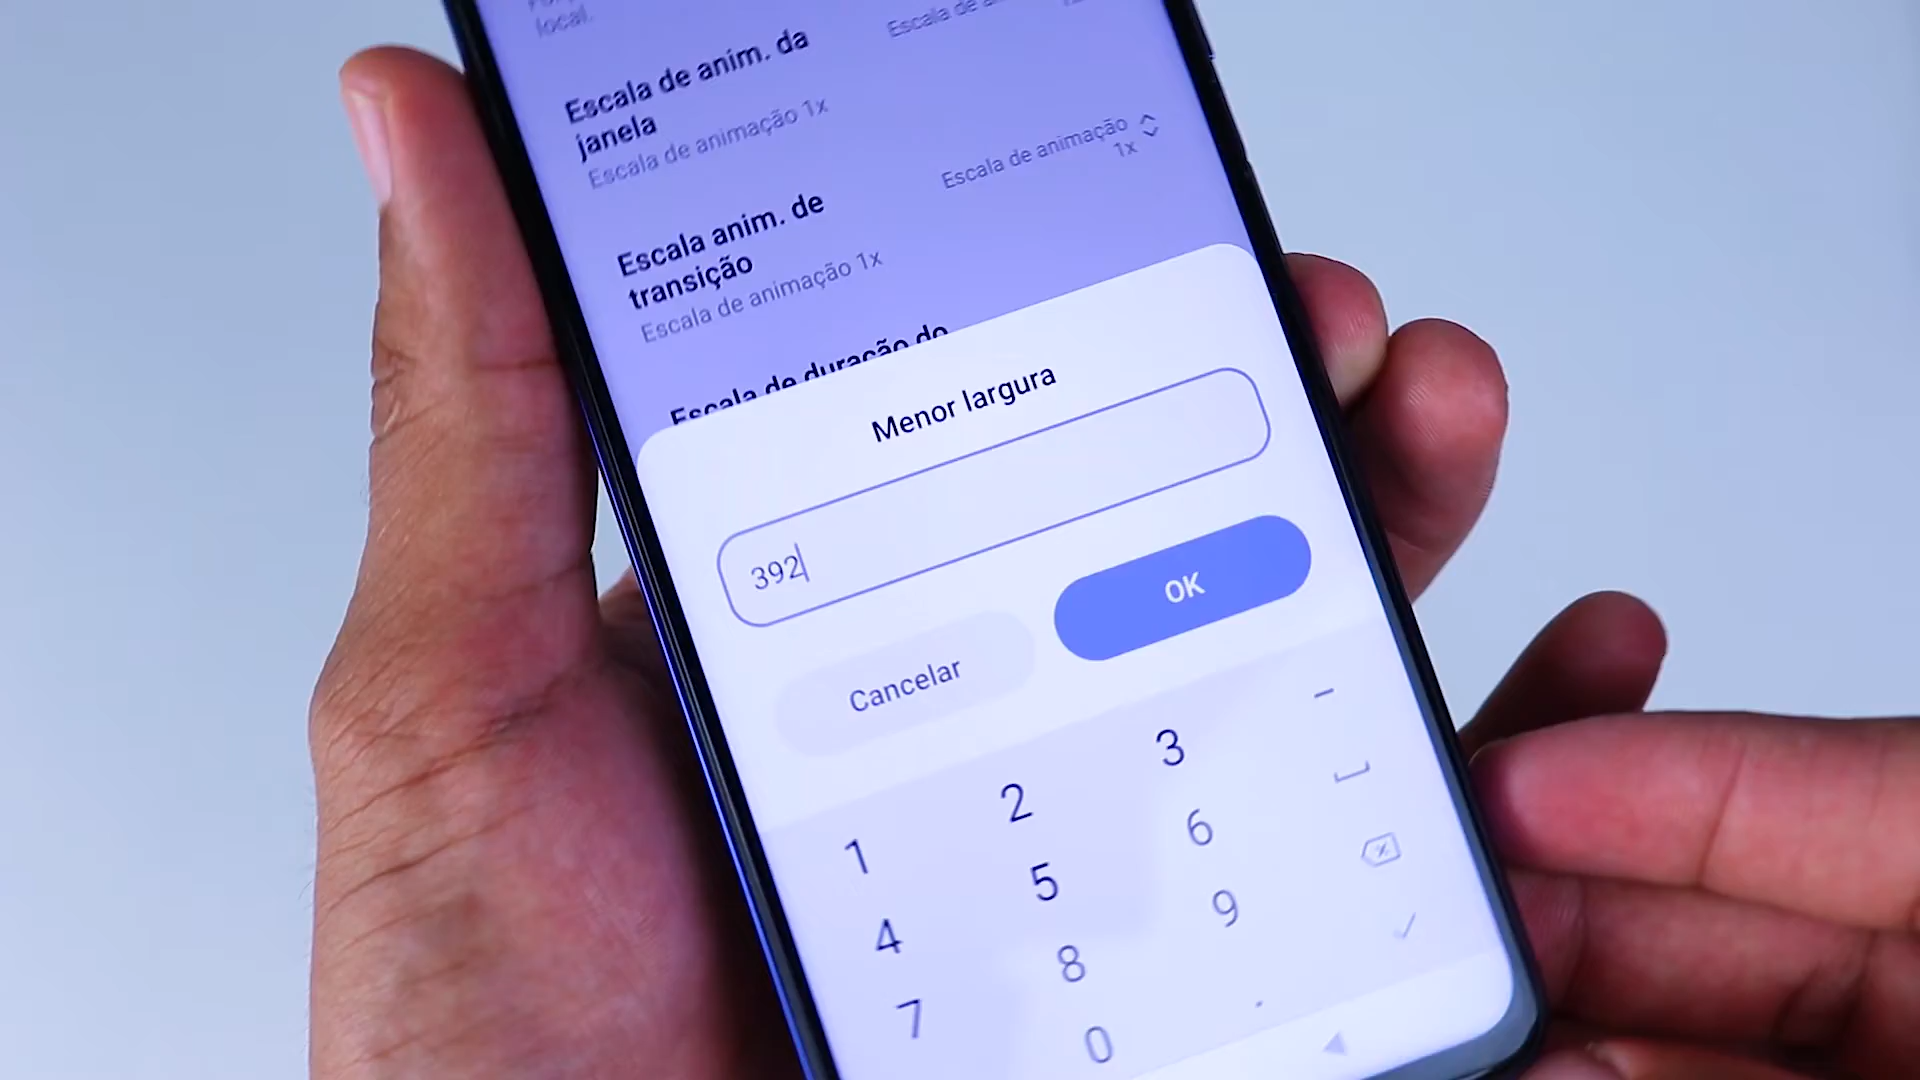 local.
Escala de anim. da
janela
Escala de animação 1x
Escala de
Escala anim. de
transição
Escala de animação 1x
Escala de animação
1x
Escala de duração do
Menor largura
392
Cancelar
OK
1 2 3 -
4 5 6
7 8 9
0 .